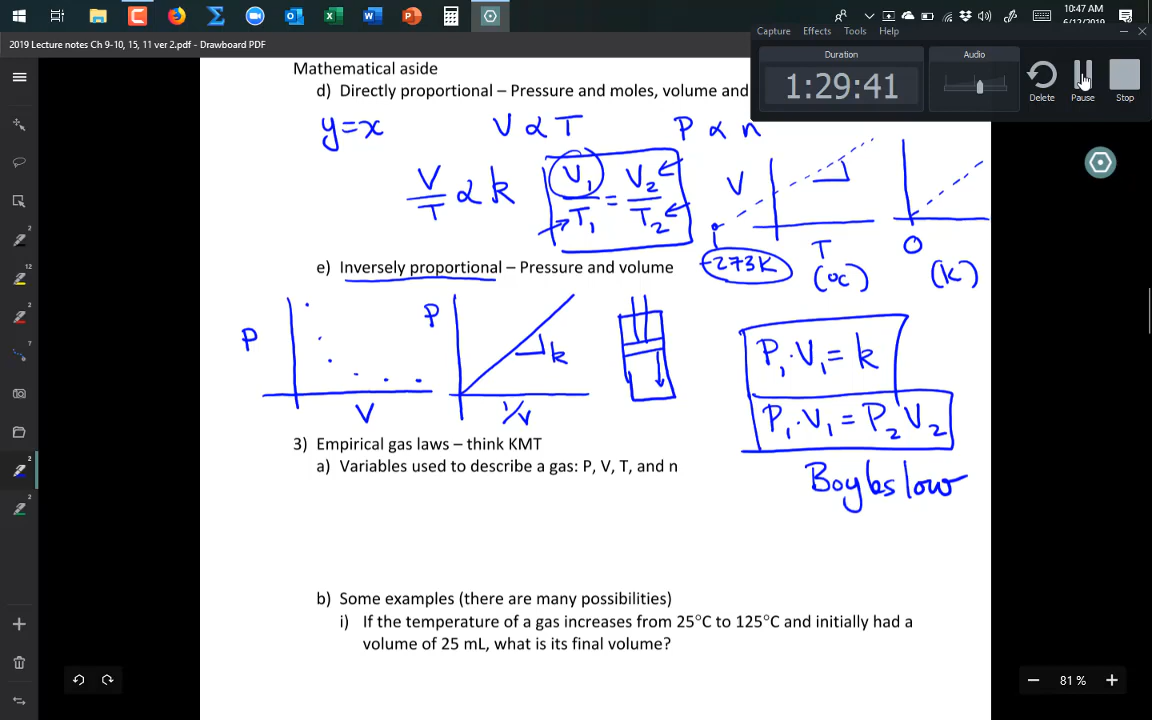 10:47 AM
6/12/2019
2019 Lecture notes Ch 9-10, 15, 11 ver 2.pdf - Drawboard PDF
Capture Effects Tools Help
Duration Audio
1:29:41
Delete Pause Stop
Mathematical aside
d) Directly proportional – Pressure and moles, volume and
y=x V ∝ T P ∝ n
V/T ∝ k V₁/T₁ = V₂/T₂ V
T 0
-273K (°C) (K)
e) Inversely proportional – Pressure and volume
P P k P₁·V₁ = k
V 1/V P₁·V₁ = P₂V₂
3) Empirical gas laws – think KMT
a) Variables used to describe a gas: P, V, T, and n
b) Some examples (there are many possibilities)
i) If the temperature of a gas increases from 25°C to 125°C and initially had a
volume of 25 mL, what is its final volume?
81 %